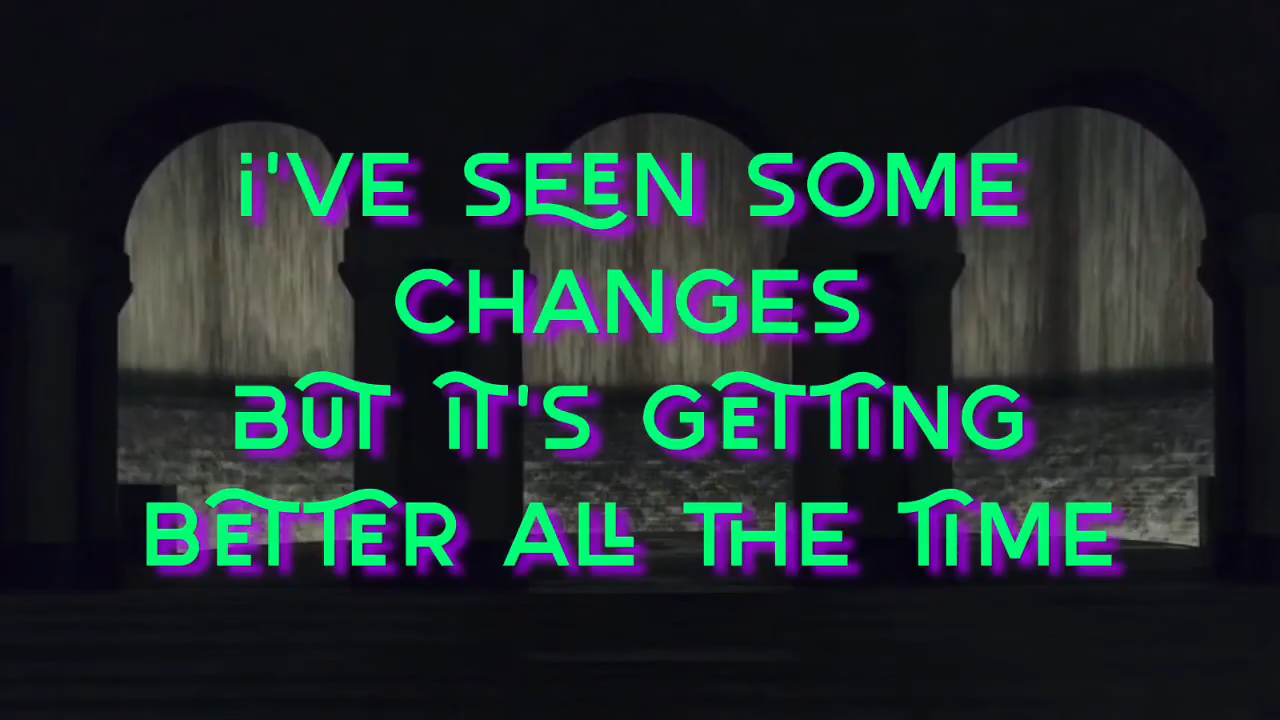 i'VE SEEN SOME
CHANGES
BUT IT'S GETTING
BETTER ALL THE TIME